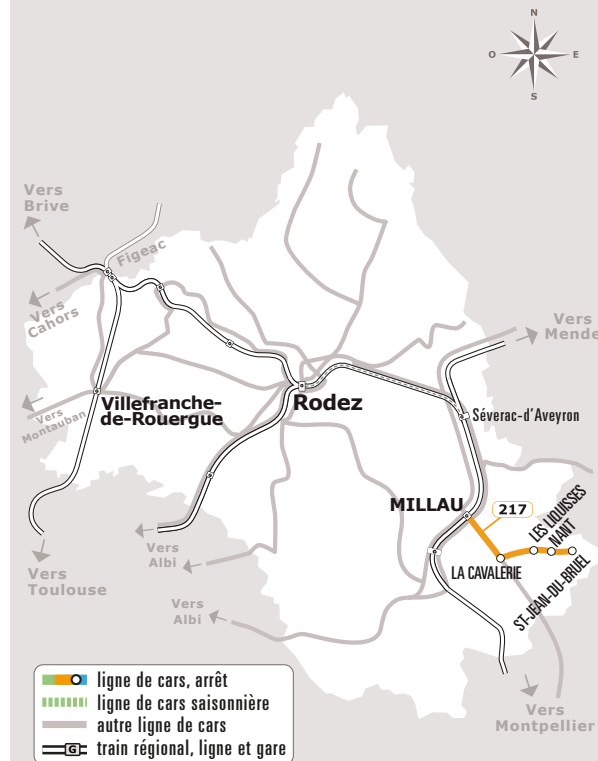 N
O
E
S
Vers
Brive
Figeac
Vers
Cahors
Vers
Mende
Vers
Montauban
Villefranche-
de-Rouergue
Rodez
Séverac-d'Aveyron
MILLAU
217
LES LIQUISSES
NANT
LA CAVALERIE
ST-JEAN-DU-BRUEL
Vers
Albi
Vers
Toulouse
Vers
Albi
Vers
Montpellier
ligne de cars, arrêt
ligne de cars saisonnière
autre ligne de cars
G train régional, ligne et gare